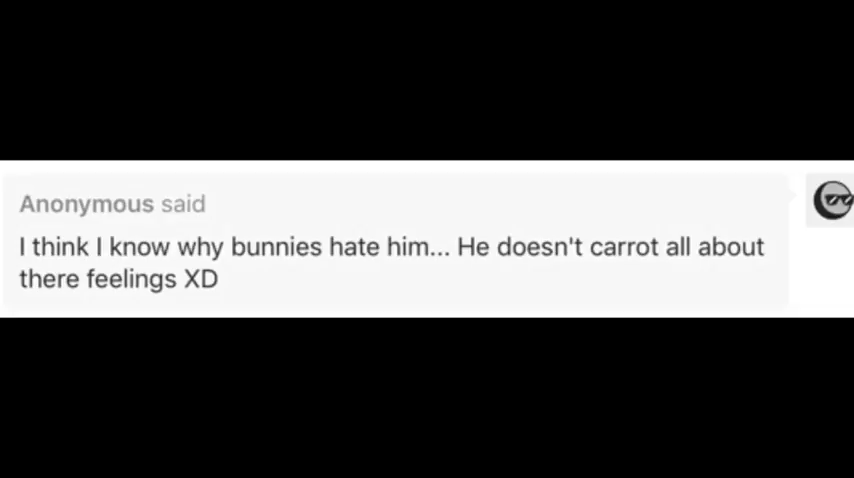 Anonymous said
I think I know why bunnies hate him... He doesn't carrot all about
there feelings XD